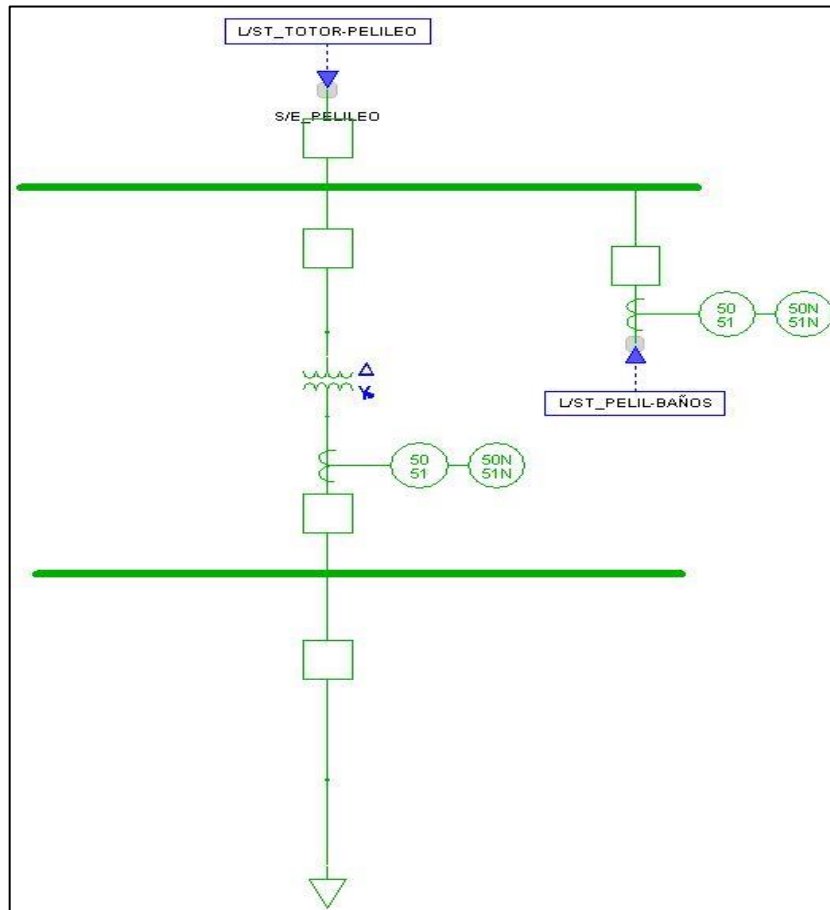 L/ST_TOTOR-PELILEO
S/E_PELILEO
50
51
50N
51N
L/ST_PELIL-BAÑOS
50
51
50N
51N